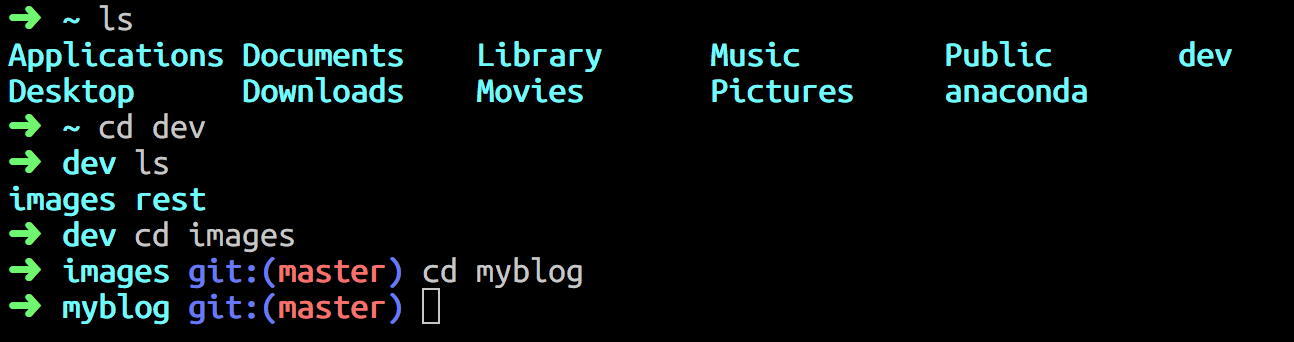 ➜ ~ ls
Applications Documents Library Music Public dev
Desktop Downloads Movies Pictures anaconda
➜ ~ cd dev
➜ dev ls
images rest
➜ dev cd images
➜ images git:(master) cd myblog
➜ myblog git:(master)